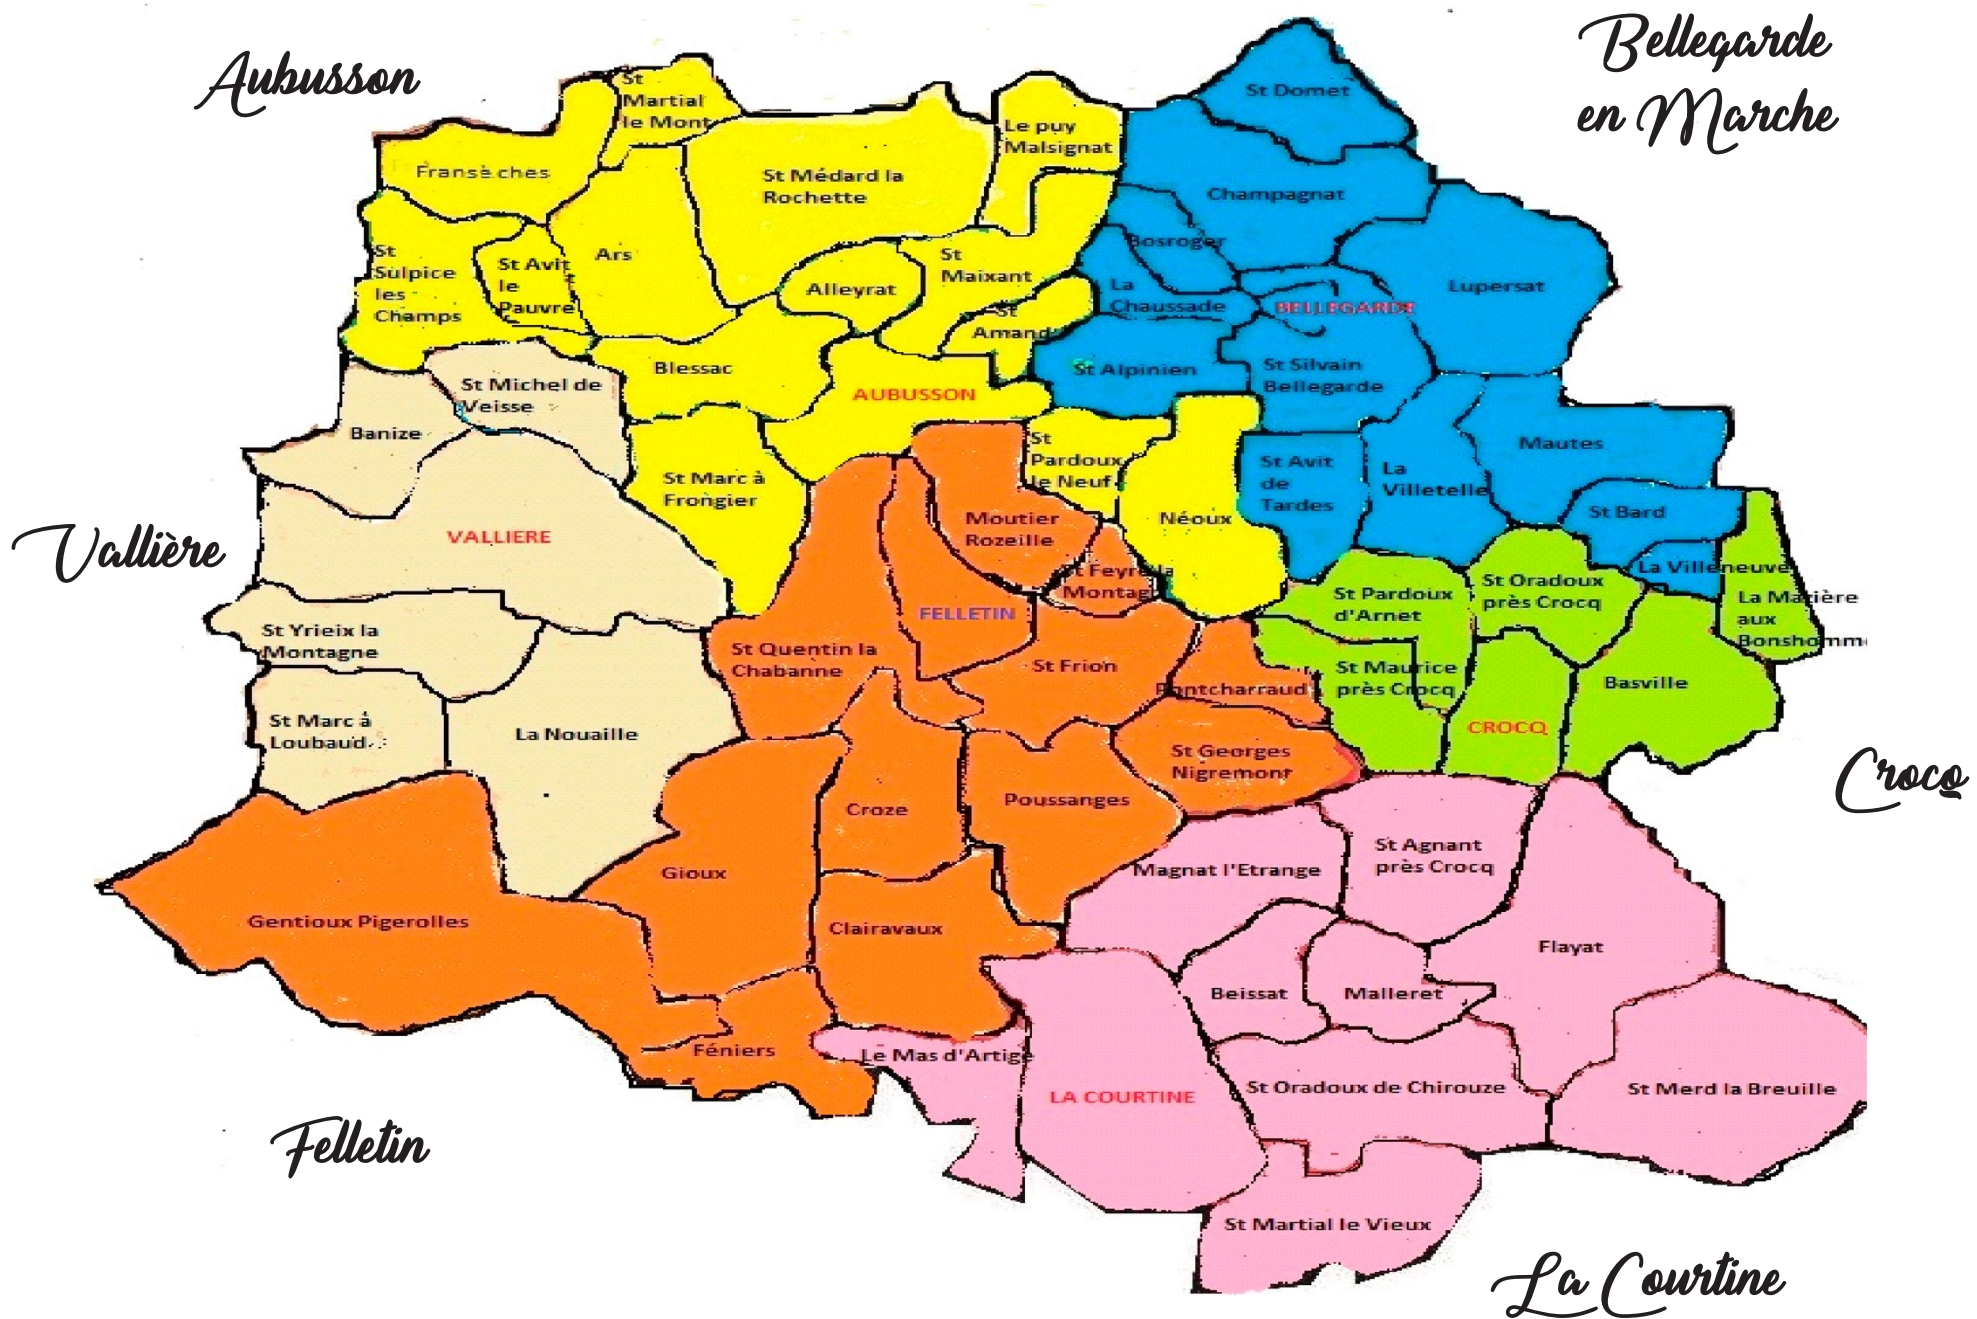 Aubusson
Bellegarde
en Marche
St
Martial
le Mont
Fransèches
St Médard la
Rochette
Le puy
Malsignat
St Domet
Champagnat
St
Sulpice
les
Champs
St Avit
le
Pauvre
Ars
Alleyrat
St
Maixant
St
Amand
Bosroger
La
Chaussade
BELLEGARDE
Lupersat
St Michel de
Veisse
Blessac
AUBUSSON
St Alpinien
St Silvain
Bellegarde
Banize
St Marc à
Frongier
St
Pardoux
le Neuf
Néoux
St Avit
de
Tardes
La
Villetelle
Mautes
St Bard
Vallière
VALLIERE
Moutier
Rozeille
St Feyre la
Montag
La Villeneuve
FELLETIN
St Pardoux
d'Arnet
St Oradoux
près Crocq
La Mazière
aux
Bonshomm
St Yrieix la
Montagne
St Quentin la
Chabanne
St Frion
Pontcharraud
St Maurice
près Crocq
Basville
St Marc à
Loubaud
La Nouaille
St Georges
Nigremont
CROCQ
Crocq
Croze
Poussanges
Gioux
Magnat l'Etrange
St Agnant
près Crocq
Gentioux Pigerolles
Clairavaux
Flayat
Beissat
Malleret
Féniers
Le Mas d'Artige
LA COURTINE
St Oradoux de Chirouze
St Merd la Breuille
Felletin
St Martial le Vieux
La Courtine